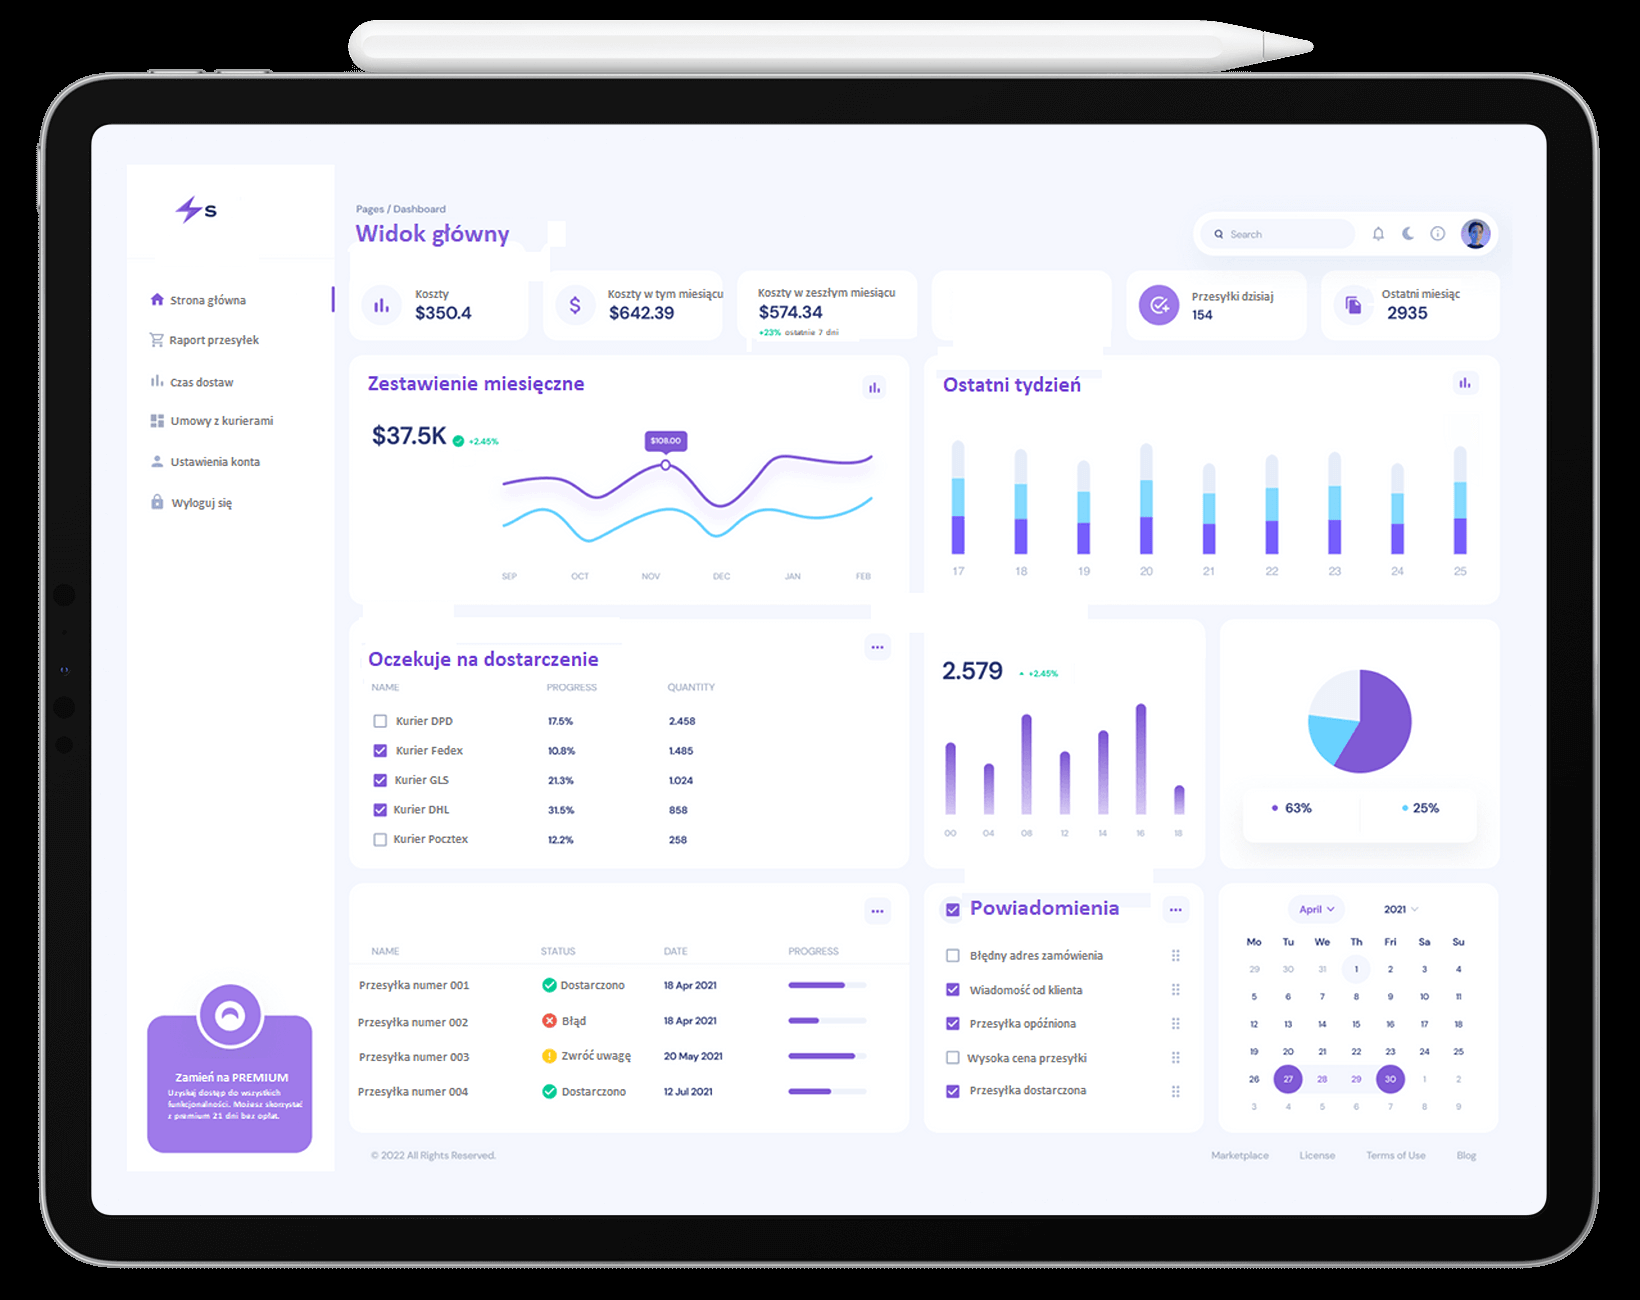 S
Strona główna
Raport przesyłek
Czas dostaw
Umowy z kurierami
Ustawienia konta
Wyloguj się
Zamień na PREMIUM
Uzyskaj dostęp do wszystkich
funkcjonalności. Możesz skorzystać
z premium 21 dni bez opłat.
Pages / Dashboard
Widok główny
Search
Koszty
$350.4
Koszty w tym miesiącu
$642.39
Koszty w zeszłym miesiącu
$574.34
+23% ostatnie 7 dni
Przesyłki dzisiaj
154
Ostatni miesiąc
2935
Zestawienie miesięczne
$37.5K +2.45%
$108.00
SEP OCT NOV DEC JAN FEB
Ostatni tydzień
17 18 19 20 21 22 23 24 25
Oczekuje na dostarczenie
NAME PROGRESS QUANTITY
Kurier DPD 17.5% 2.458
Kurier Fedex 10.8% 1.485
Kurier GLS 21.3% 1.024
Kurier DHL 31.5% 858
Kurier Pocztex 12.2% 258
2.579 +2.45%
00 04 08 12 14 16 18
63% 25%
NAME STATUS DATE PROGRESS
Przesyłka numer 001 Dostarczono 18 Apr 2021
Przesyłka numer 002 Błąd 18 Apr 2021
Przesyłka numer 003 Zwróć uwagę 20 May 2021
Przesyłka numer 004 Dostarczono 12 Jul 2021
Powiadomienia
Błędny adres zamówienia
Wiadomość od klienta
Przesyłka opóźniona
Wysoka cena przesyłki
Przesyłka dostarczona
April 2021
Mo Tu We Th Fri Sa Su
29 30 31 1 2 3 4
5 6 7 8 9 10 11
12 13 14 15 16 17 18
19 20 21 22 23 24 25
26 27 28 29 30 1 2
3 4 5 6 7 8 9
© 2022 All Rights Reserved.
Marketplace License Terms of Use Blog